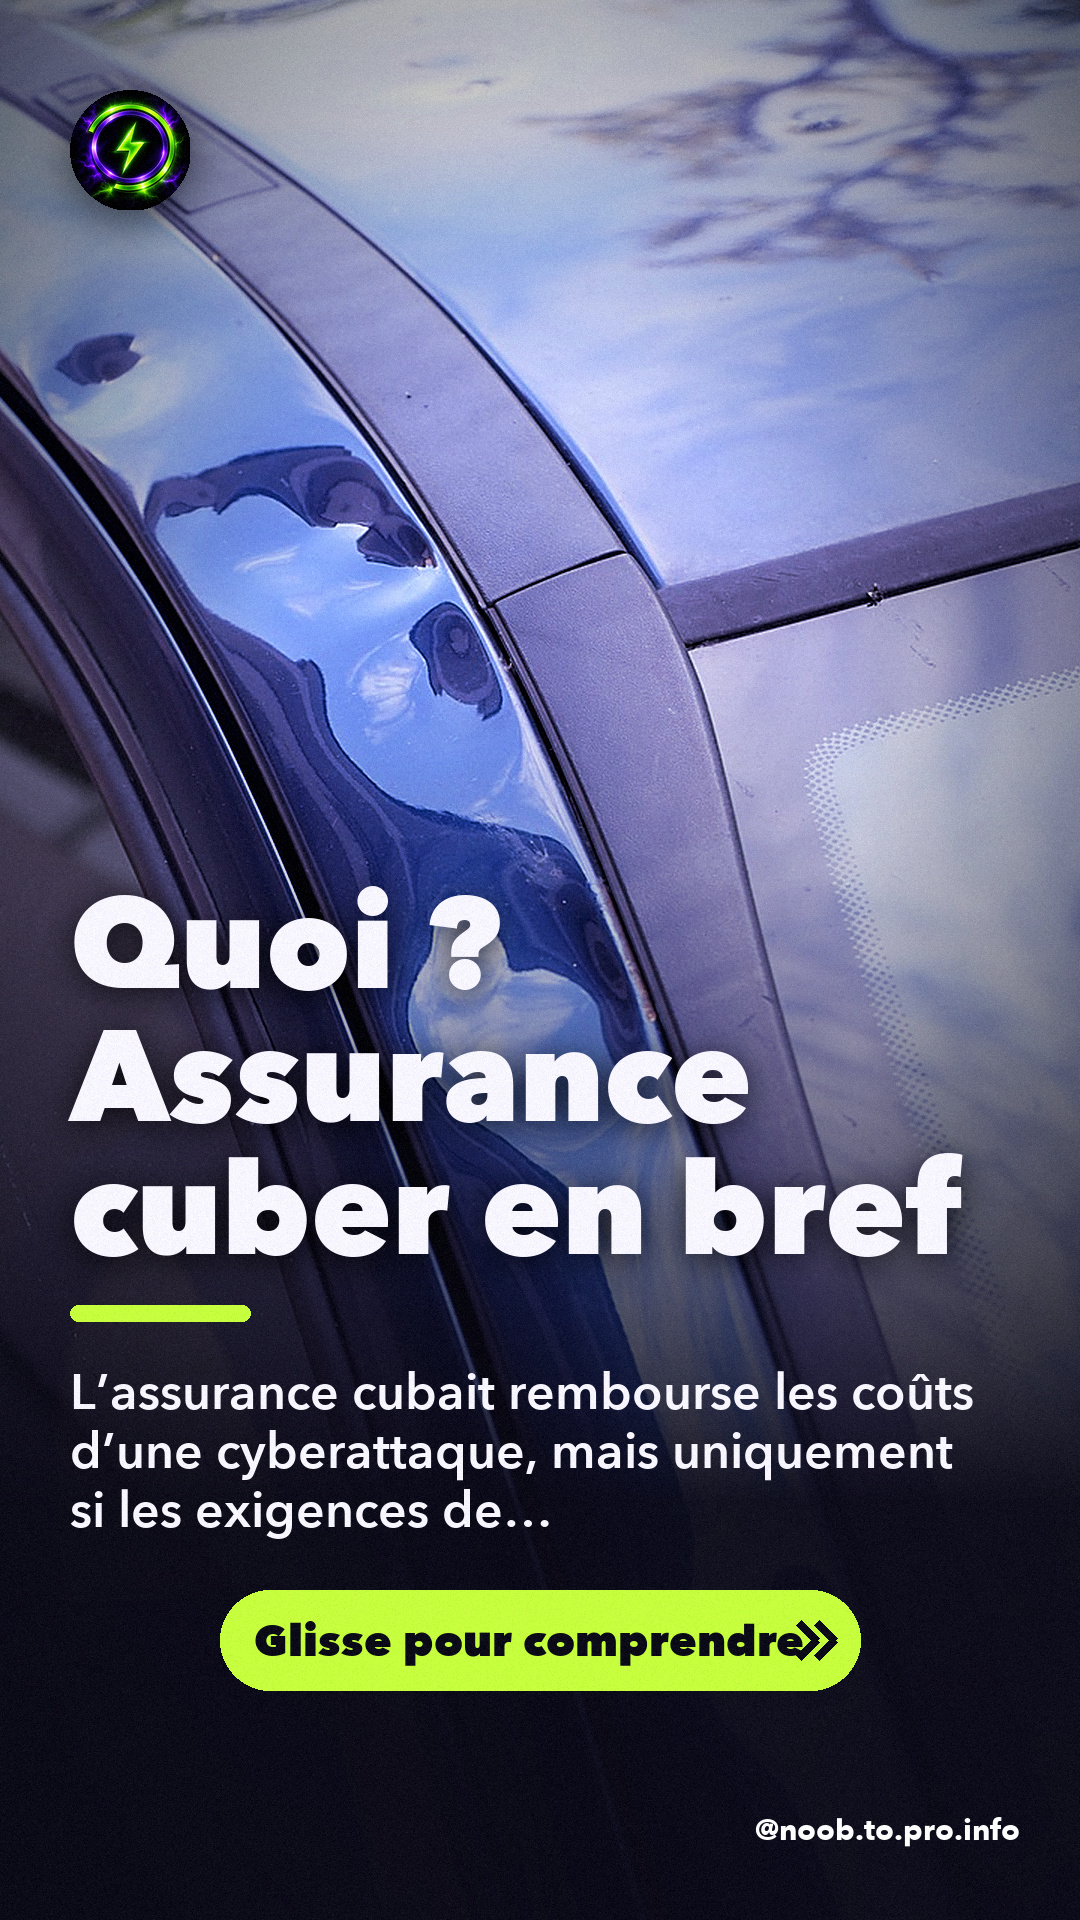 Quoi ?
Assurance
cuber en bref
L’assurance cubait rembourse les coûts
d’une cyberattaque, mais uniquement
si les exigences de…
Glisse pour comprendre
@noob.to.pro.info